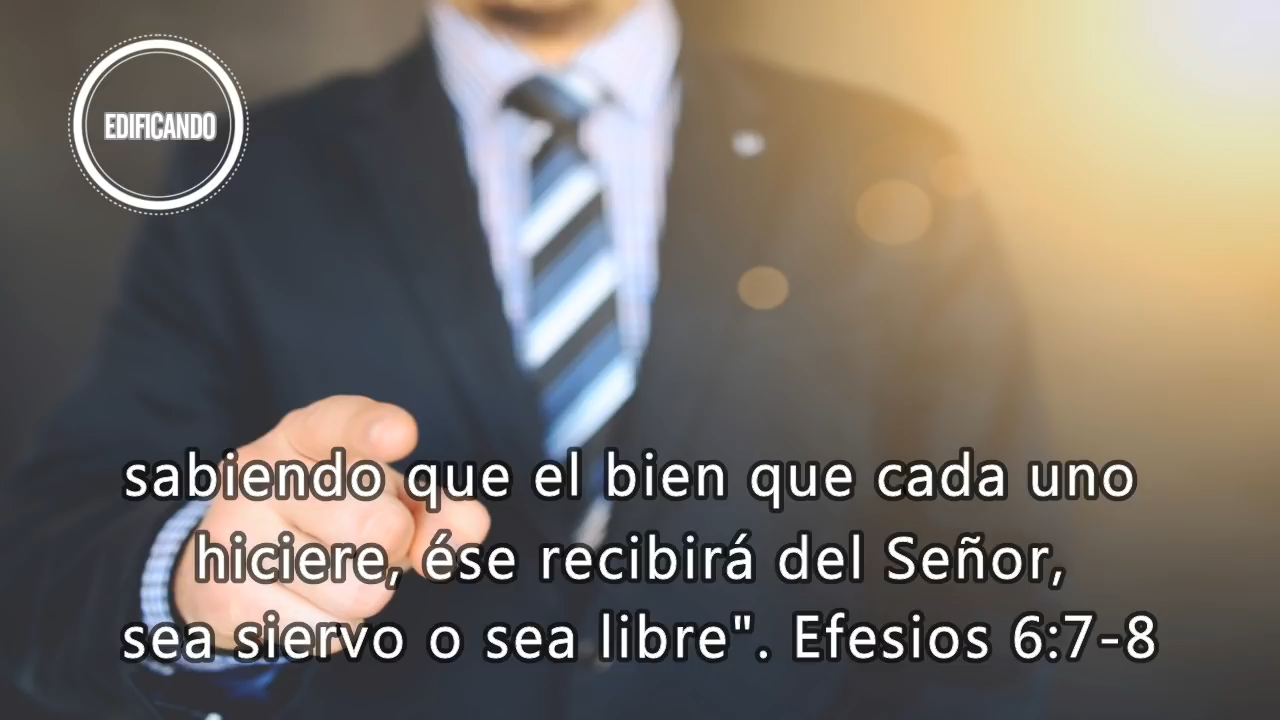 EDIFICANDO
sabiendo que el bien que cada uno
hiciere, ése recibirá del Señor,
sea siervo o sea libre". Efesios 6:7-8